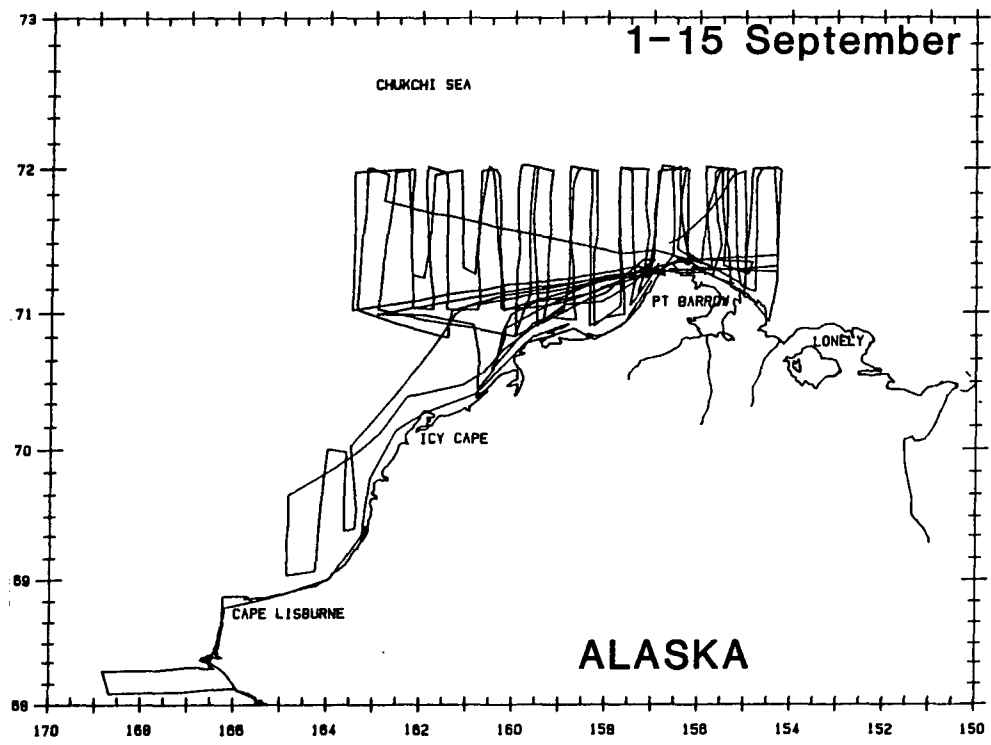 73
1-15 September
CHUKCHI SEA
72
PT BARROW
71
LONELY
ICY CAPE
70
69
CAPE LISBURNE
ALASKA
68
170 168 166 164 162 160 158 156 154 152 150